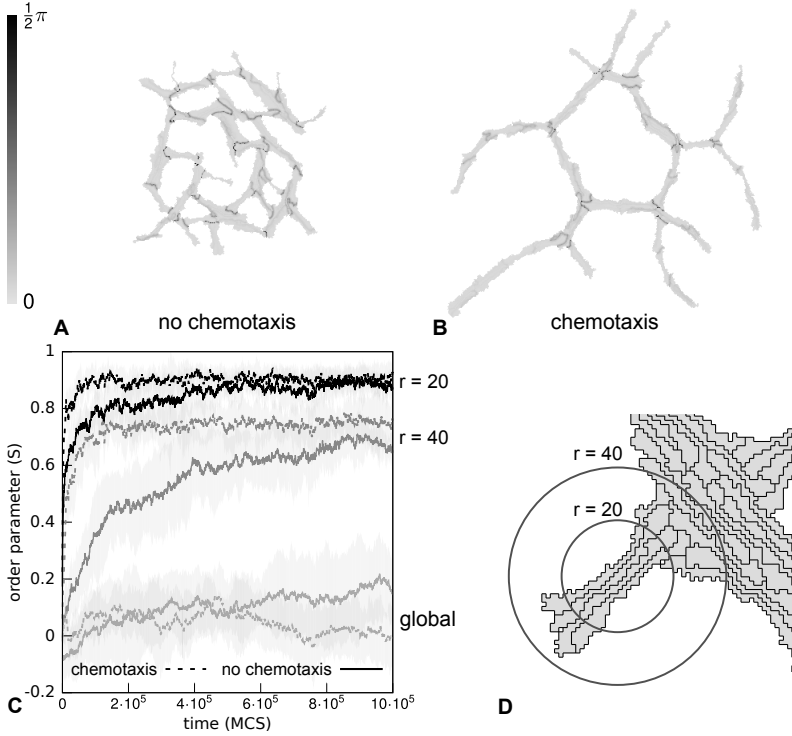 ½π
0
A
no chemotaxis
B
chemotaxis
1
0.8
0.6
0.4
0.2
0
-0.2
order parameter (S)
r = 20
r = 40
global
chemotaxis
no chemotaxis
0
2·10⁵
4·10⁵
6·10⁵
8·10⁵
10·10⁵
C
time (MCS)
r = 40
r = 20
D